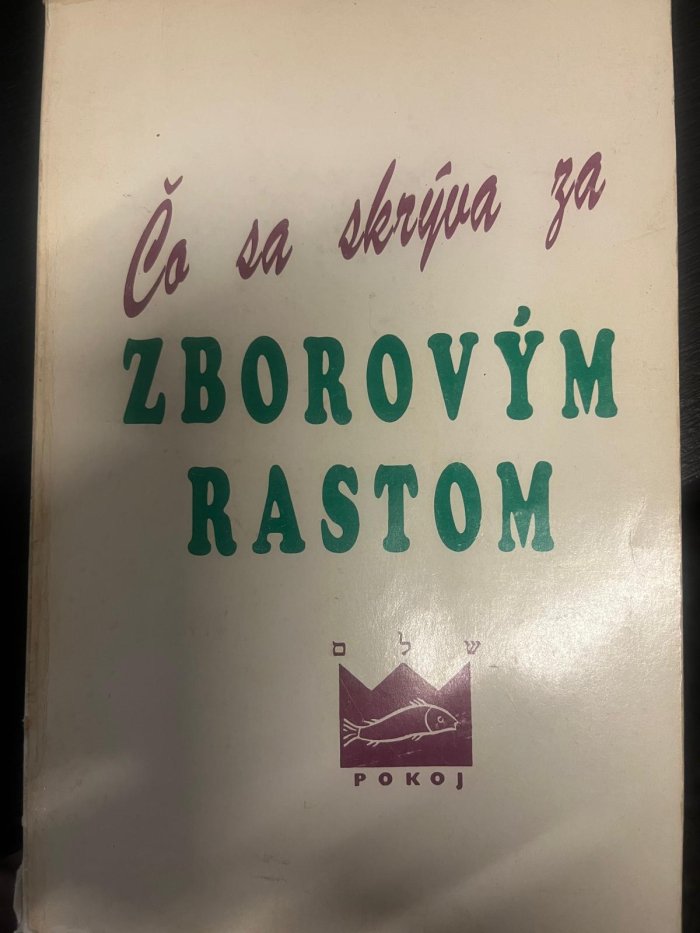 Čo sa skrýva za
ZBOROVÝM
RASTOM
שלם
POKOJ